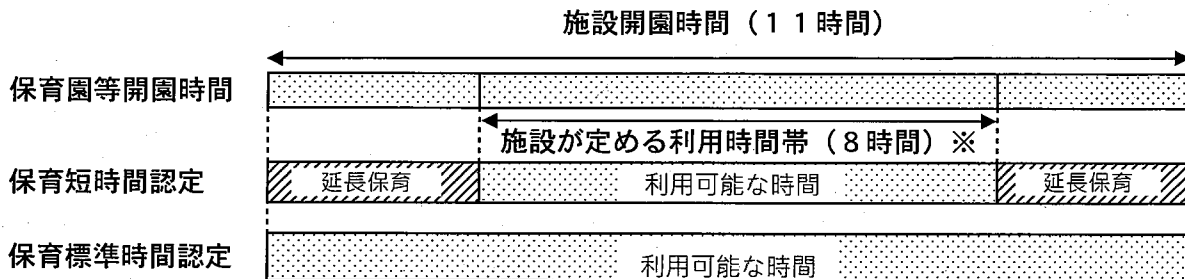 施設開園時間(11時間)
保育園等開園時間
施設が定める利用時間帯(8時間)※
保育短時間認定 延長保育 利用可能な時間 延長保育
保育標準時間認定 利用可能な時間